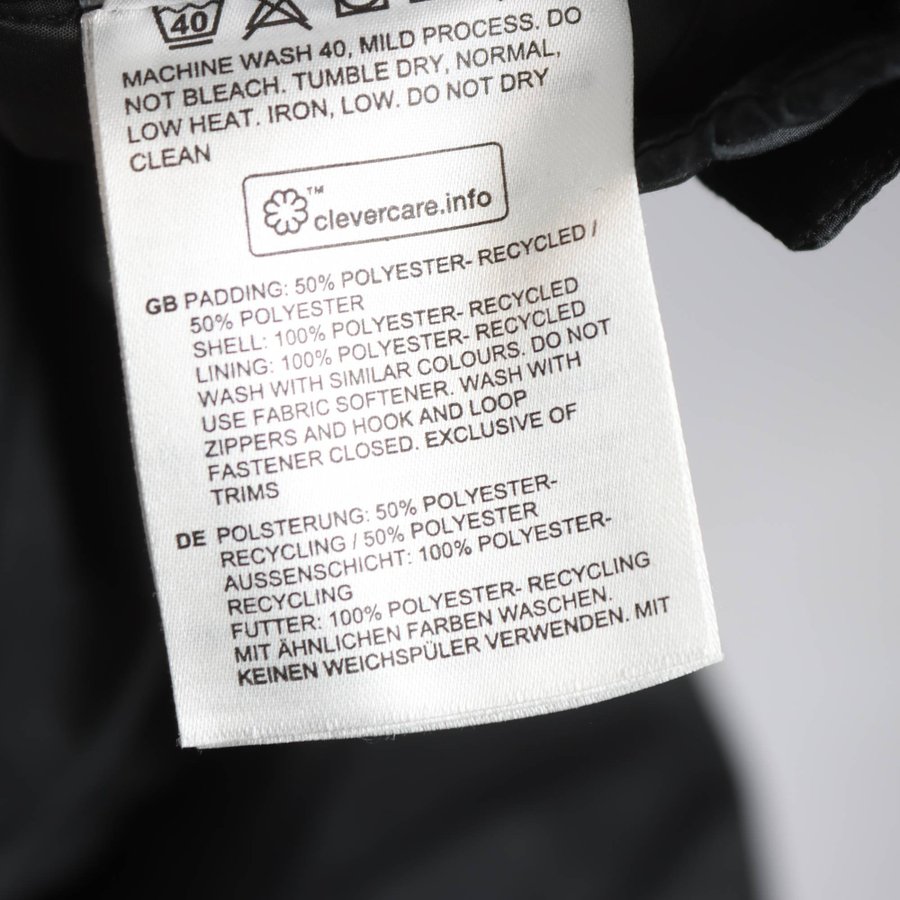 40
MACHINE WASH 40, MILD PROCESS. DO
NOT BLEACH. TUMBLE DRY, NORMAL,
LOW HEAT. IRON, LOW. DO NOT DRY
CLEAN
™
clevercare.info
GB PADDING: 50% POLYESTER- RECYCLED /
50% POLYESTER
SHELL: 100% POLYESTER- RECYCLED
LINING: 100% POLYESTER- RECYCLED
WASH WITH SIMILAR COLOURS. DO NOT
USE FABRIC SOFTENER. WASH WITH
ZIPPERS AND HOOK AND LOOP
FASTENER CLOSED. EXCLUSIVE OF
TRIMS
DE POLSTERUNG: 50% POLYESTER-
RECYCLING / 50% POLYESTER
AUSSENSCHICHT: 100% POLYESTER-
RECYCLING
FUTTER: 100% POLYESTER- RECYCLING
MIT ÄHNLICHEN FARBEN WASCHEN.
KEINEN WEICHSPÜLER VERWENDEN. MIT